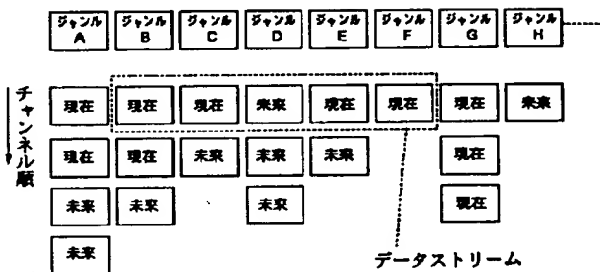 ジャンル A ジャンル B ジャンル C ジャンル D ジャンル E ジャンル F ジャンル G ジャンル H
チャンネル順
現在 現在 現在 未来 現在 現在 現在 未来
現在 現在 未来 未来 未来 現在
未来 未来 未来 現在
未来
データストリーム